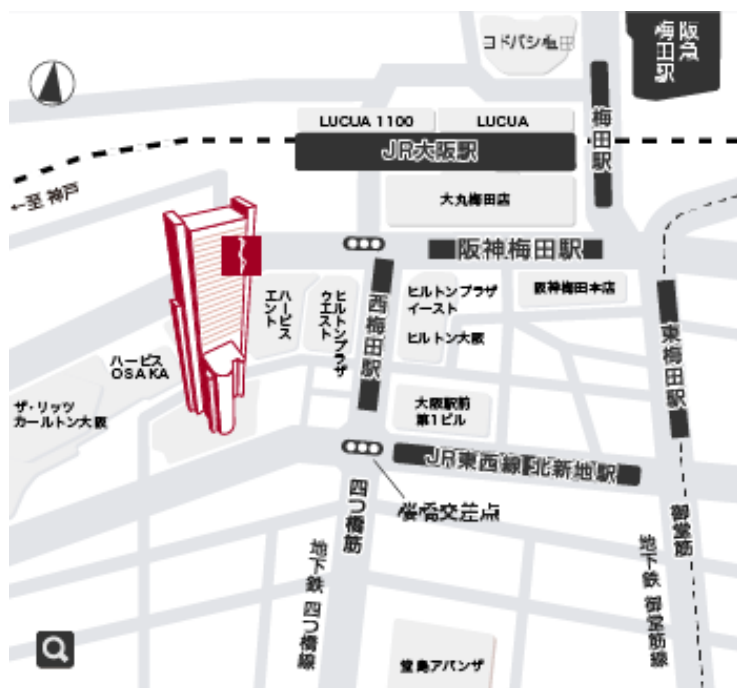 阪急
梅田駅
ヨドバシ梅田
梅田駅
LUCUA 1100
LUCUA
JR大阪駅
←至 神戸
大丸梅田店
阪神梅田駅
ハービス
エント
ヒルトンプラザ
ウエスト
西梅田駅
ヒルトンプラザ
イースト
ヒルトン大阪
阪神梅田本店
東梅田駅
ハービス
OSAKA
ザ・リッツ
カールトン大阪
大阪駅前
第1ビル
JR東西線 北新地駅
桜橋交差点
四つ橋筋
地下鉄 四つ橋線
御堂筋
地下鉄 御堂筋線
堂島アバンザ